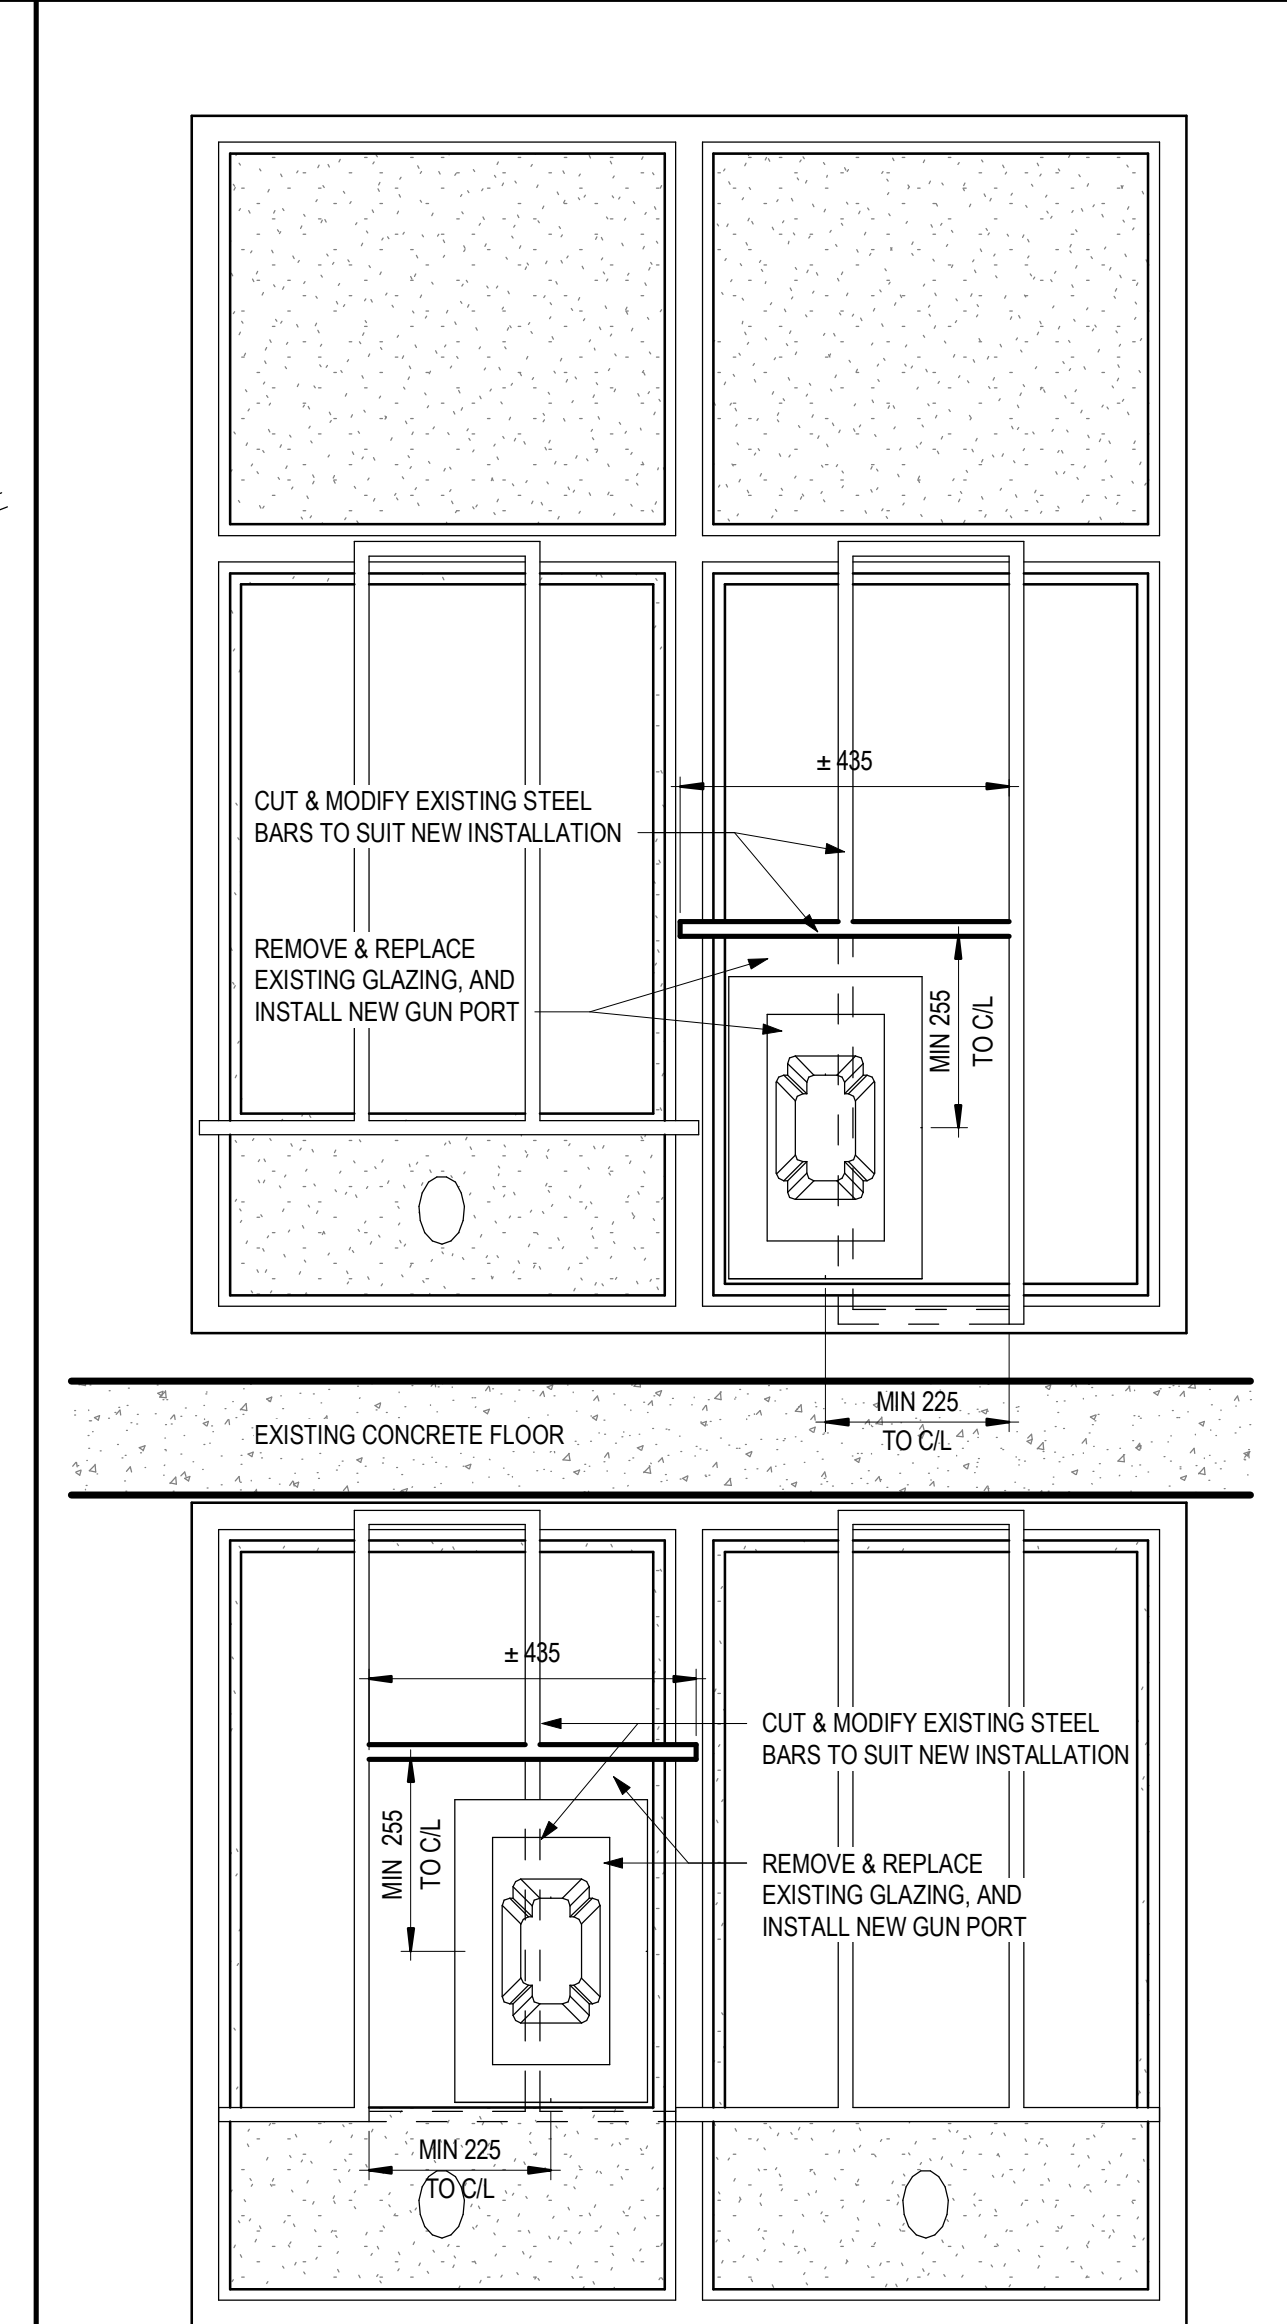 ± 435
CUT & MODIFY EXISTING STEEL
BARS TO SUIT NEW INSTALLATION
REMOVE & REPLACE
EXISTING GLAZING, AND
INSTALL NEW GUN PORT
MIN 255
TO C/L
MIN 225
TO C/L
EXISTING CONCRETE FLOOR
± 435
CUT & MODIFY EXISTING STEEL
BARS TO SUIT NEW INSTALLATION
MIN 255
TO C/L
REMOVE & REPLACE
EXISTING GLAZING, AND
INSTALL NEW GUN PORT
MIN 225
TO C/L